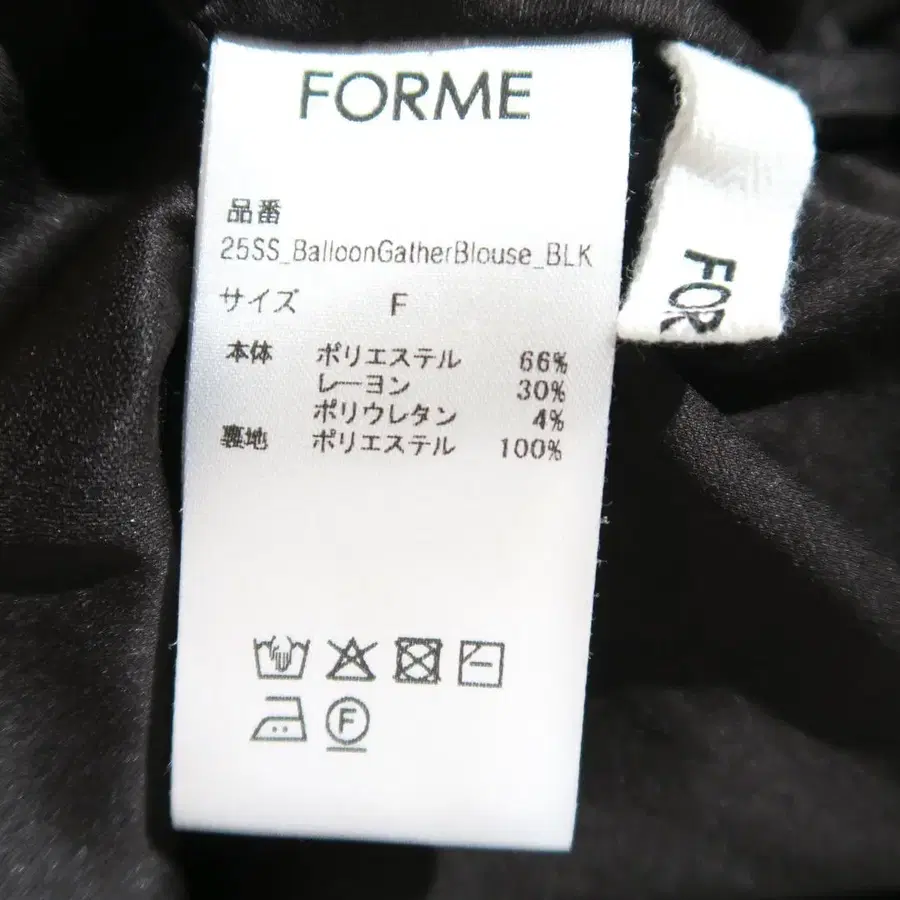 FORME
品番
25SS_BalloonGatherBlouse_BLK
サイズ F
本体 ポリエステル 66%
レーヨン 30%
ポリウレタン 4%
裏地 ポリエステル 100%
F
FOR